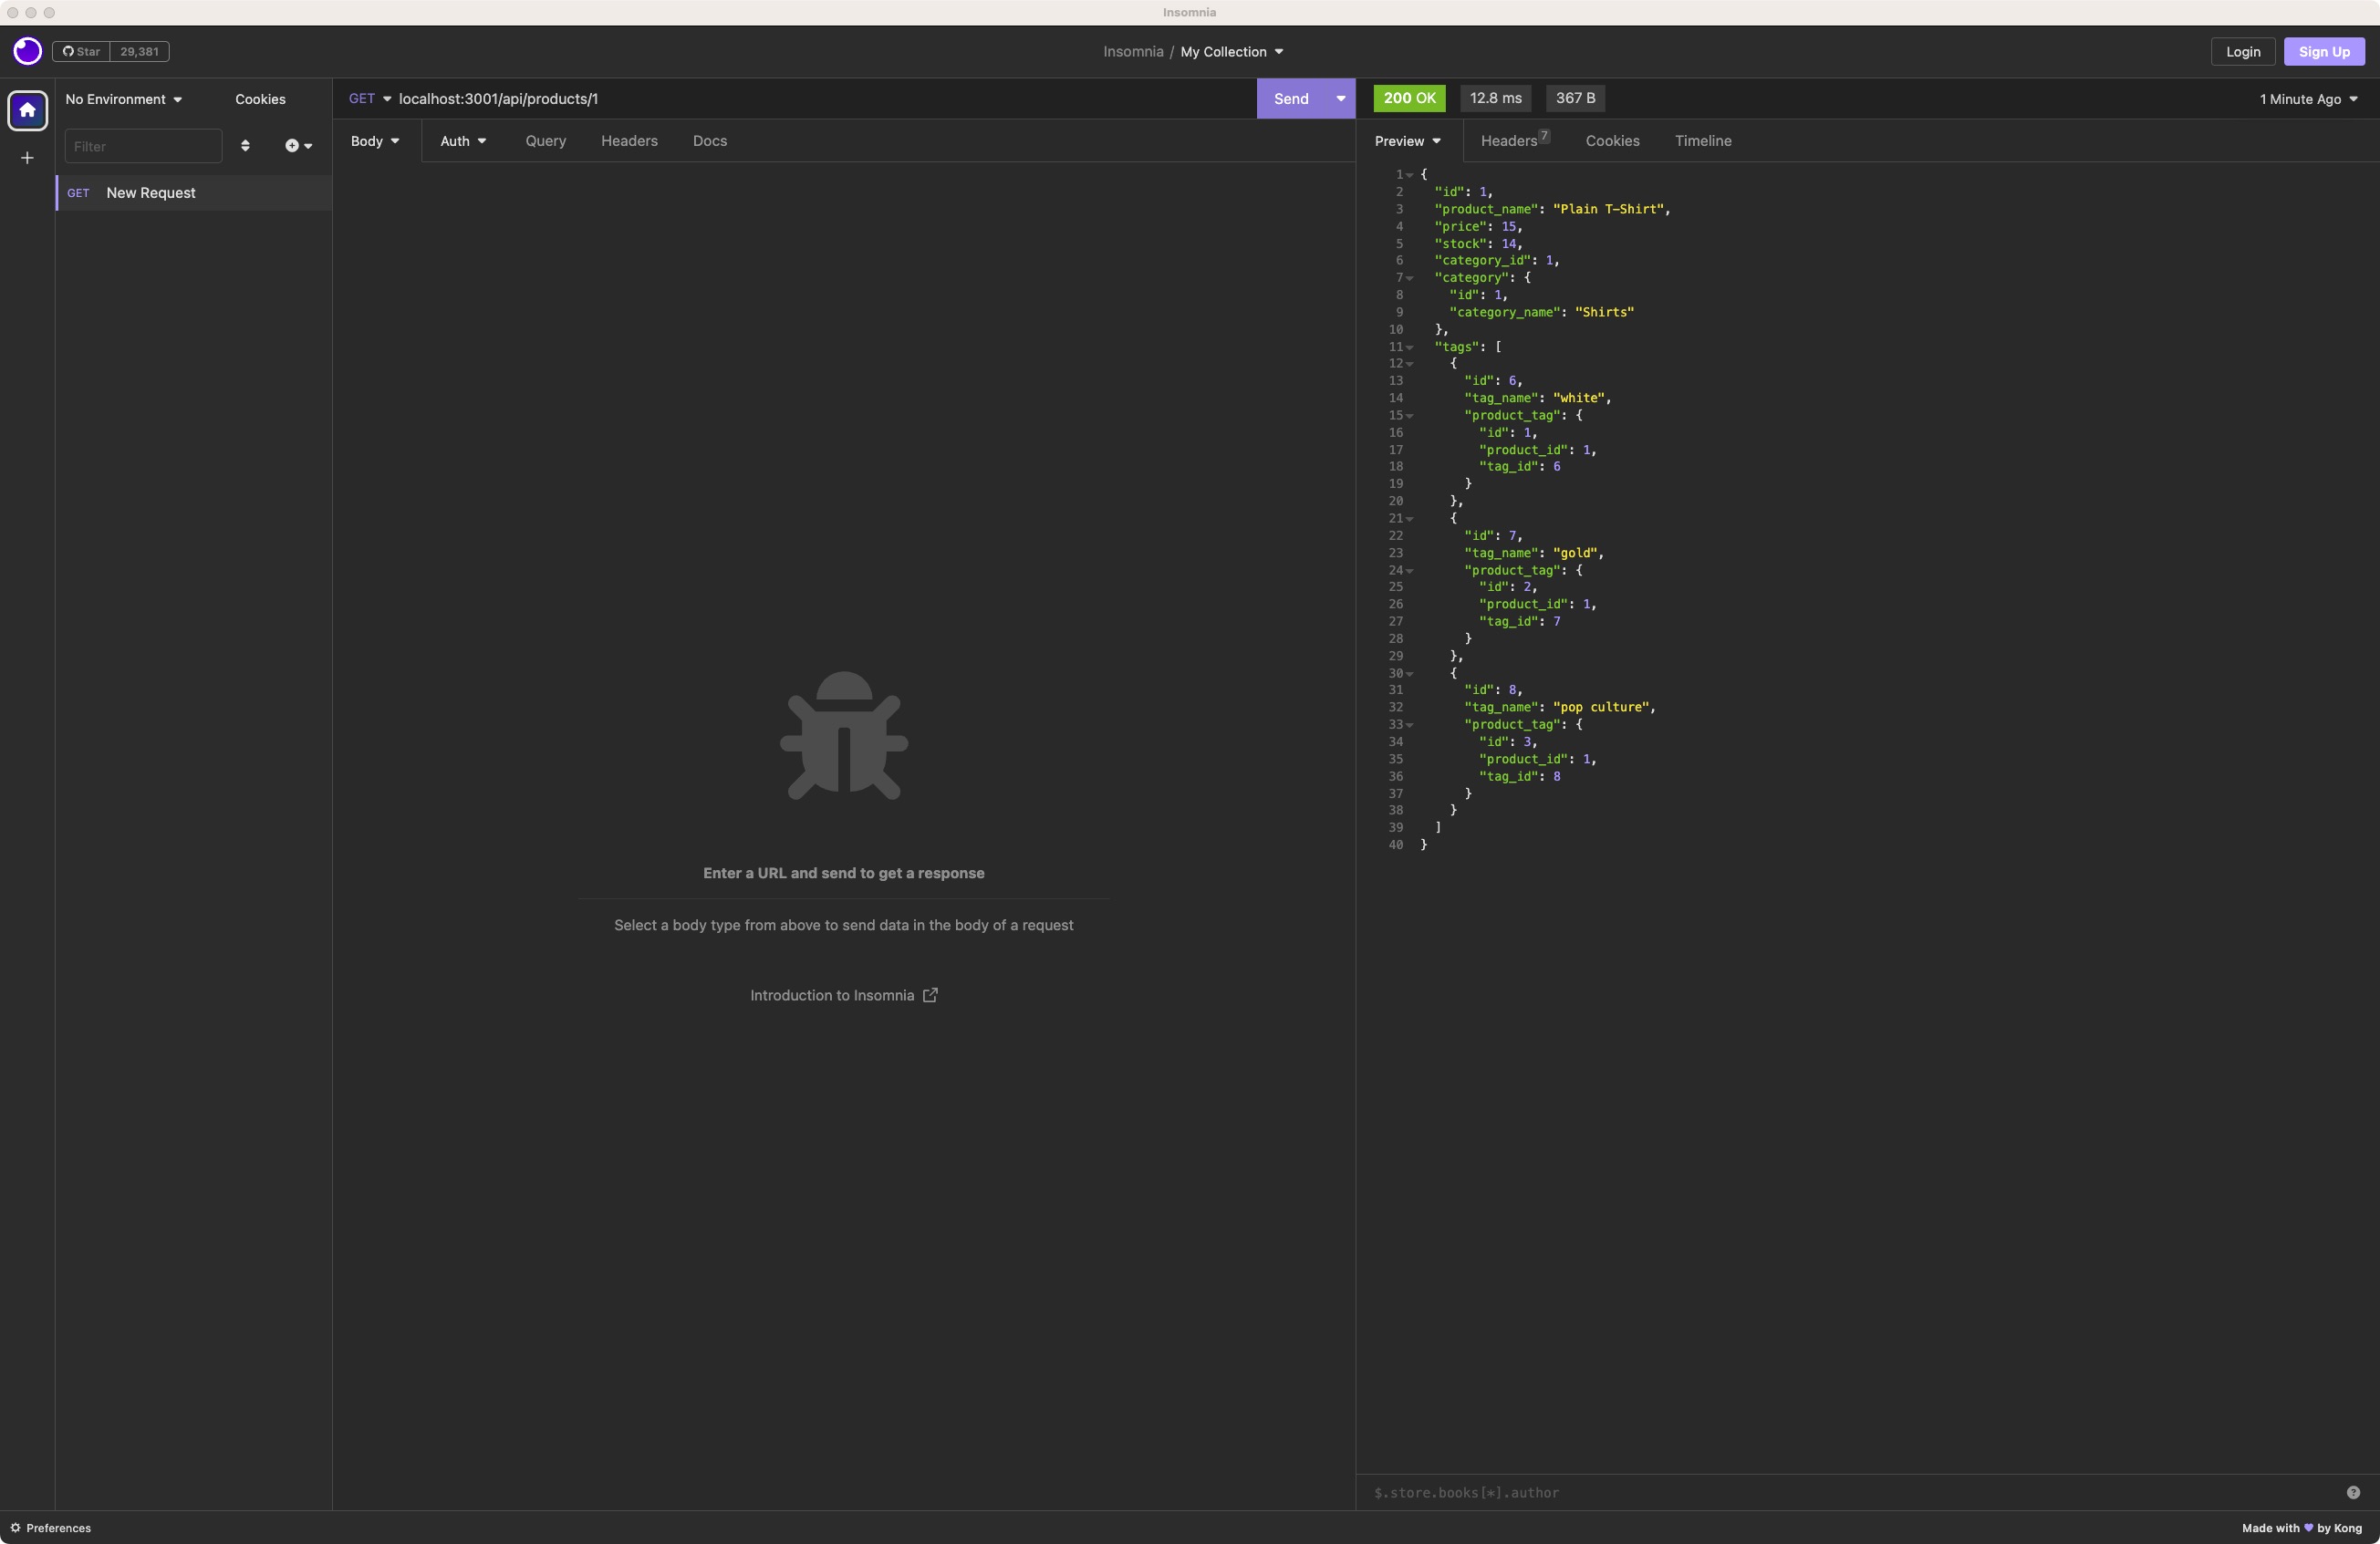 Insomnia
Star 29,381
Insomnia / My Collection
Login Sign Up
No Environment Cookies
Filter
GET New Request
GET localhost:3001/api/products/1 Send
Body Auth Query Headers Docs
Enter a URL and send to get a response
Select a body type from above to send data in the body of a request
Introduction to Insomnia
200 OK 12.8 ms 367 B 1 Minute Ago
Preview Headers 7 Cookies Timeline
1 {
2 "id": 1,
3 "product_name": "Plain T-Shirt",
4 "price": 15,
5 "stock": 14,
6 "category_id": 1,
7 "category": {
8 "id": 1,
9 "category_name": "Shirts"
10 },
11 "tags": [
12 {
13 "id": 6,
14 "tag_name": "white",
15 "product_tag": {
16 "id": 1,
17 "product_id": 1,
18 "tag_id": 6
19 }
20 },
21 {
22 "id": 7,
23 "tag_name": "gold",
24 "product_tag": {
25 "id": 2,
26 "product_id": 1,
27 "tag_id": 7
28 }
29 },
30 {
31 "id": 8,
32 "tag_name": "pop culture",
33 "product_tag": {
34 "id": 3,
35 "product_id": 1,
36 "tag_id": 8
37 }
38 }
39 ]
40 }
$.store.books[*].author
Preferences
Made with ♥ by Kong